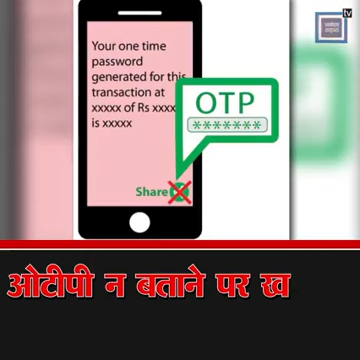 tv
Your one time
password
generated for this
transaction at
xxxxx of Rs xxxx
is xxxxx
OTP
*******
Share
ओटीपी न बताने पर ख